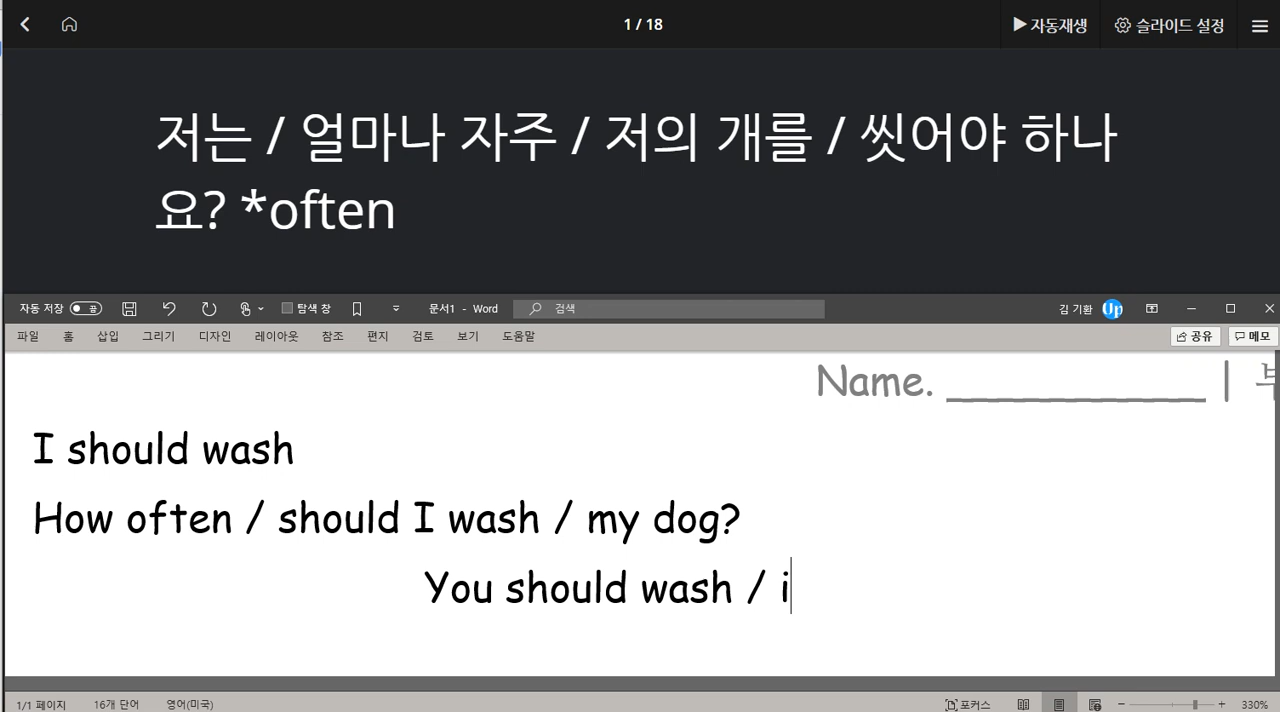 1 / 18
자동재생
슬라이드 설정
저는 / 얼마나 자주 / 저의 개를 / 씻어야 하나
요? *often
자동 저장 끔 탐색 창 문서1 - Word 검색 김 기환 Up
파일 홈 삽입 그리기 디자인 레이아웃 참조 편지 검토 보기 도움말 공유 메모
Name. ___________ | 부
I should wash
How often / should I wash / my dog?
You should wash / i
1/1 페이지 16개 단어 영어(미국) 포커스 330%